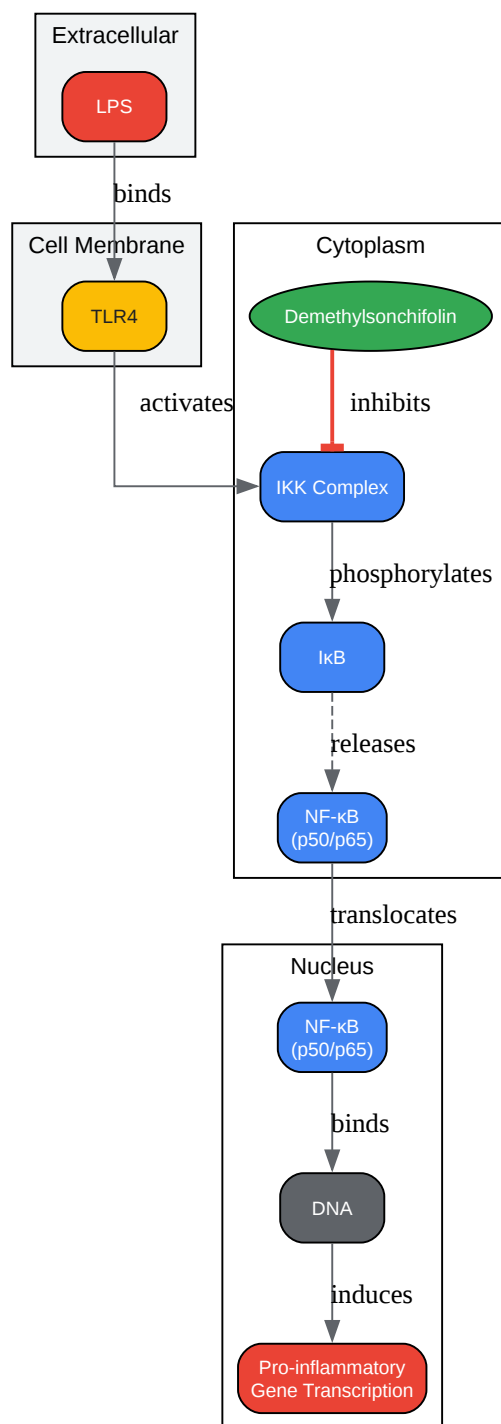 Extracellular
LPS
binds
Cell Membrane
TLR4
activates
Cytoplasm
Demethylsonchifolin
inhibits
IKK Complex
phosphorylates
IκB
releases
NF-κB
(p50/p65)
translocates
Nucleus
NF-κB
(p50/p65)
binds
DNA
induces
Pro-inflammatory
Gene Transcription